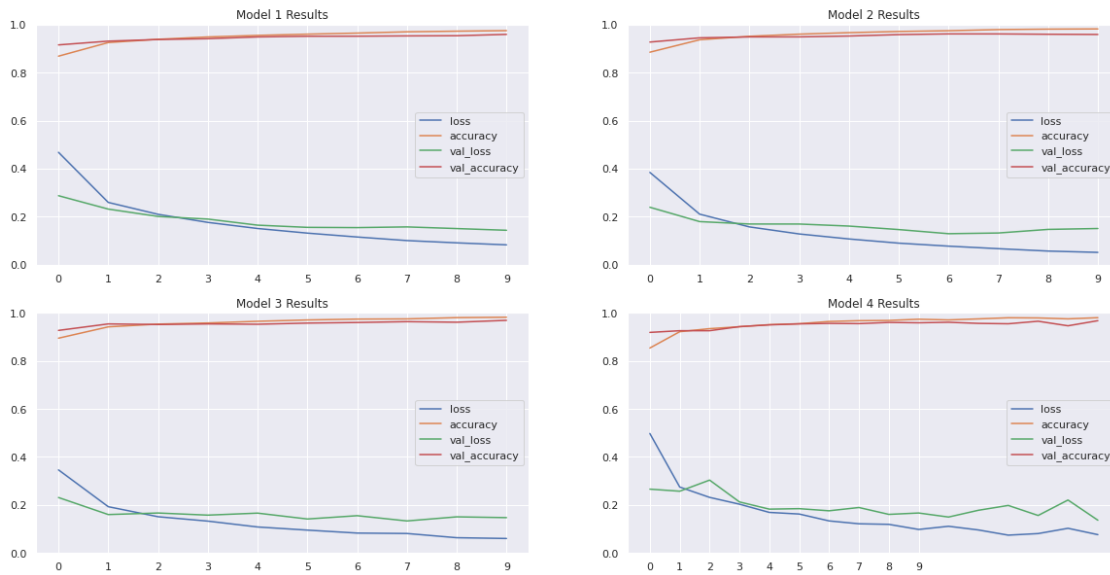 Model 1 Results
1.0
0.8
0.6
0.4
0.2
0.0
0 1 2 3 4 5 6 7 8 9
loss
accuracy
val_loss
val_accuracy
Model 2 Results
1.0
0.8
0.6
0.4
0.2
0.0
0 1 2 3 4 5 6 7 8 9
loss
accuracy
val_loss
val_accuracy
Model 3 Results
1.0
0.8
0.6
0.4
0.2
0.0
0 1 2 3 4 5 6 7 8 9
loss
accuracy
val_loss
val_accuracy
Model 4 Results
1.0
0.8
0.6
0.4
0.2
0.0
0 1 2 3 4 5 6 7 8 9
loss
accuracy
val_loss
val_accuracy